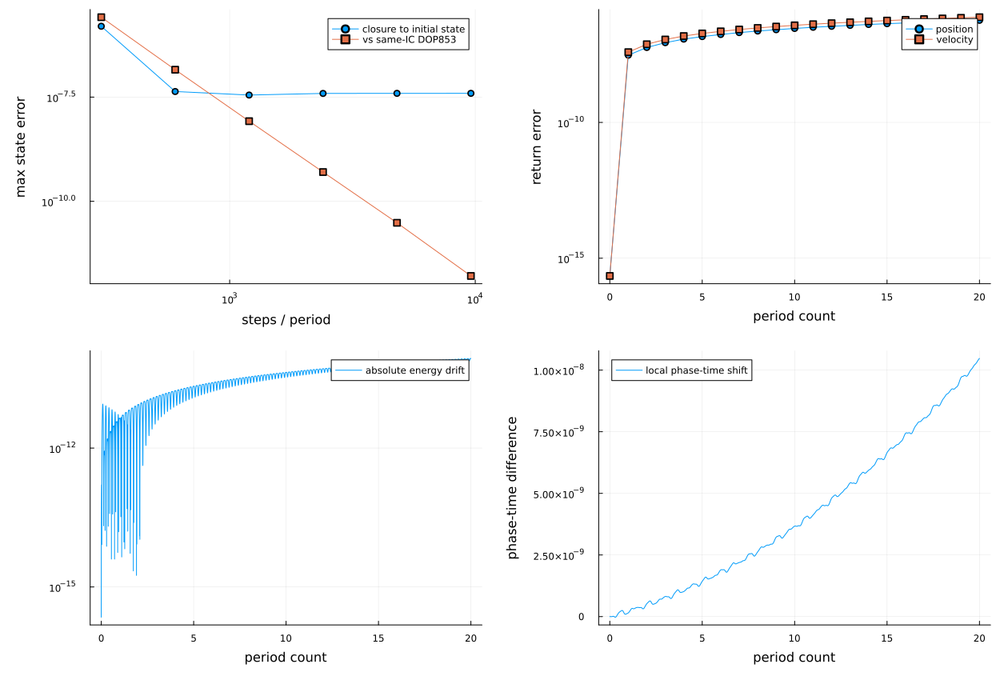 closure to initial state
vs same-IC DOP853
max state error
10^−7.5
10^−10.0
10^3
10^4
steps / period
position
velocity
return error
10^−10
10^−15
0 5 10 15 20
period count
absolute energy drift
10^−12
10^−15
0 5 10 15 20
period count
local phase-time shift
phase-time difference
1.00×10^−8
7.50×10^−9
5.00×10^−9
2.50×10^−9
0
0 5 10 15 20
period count